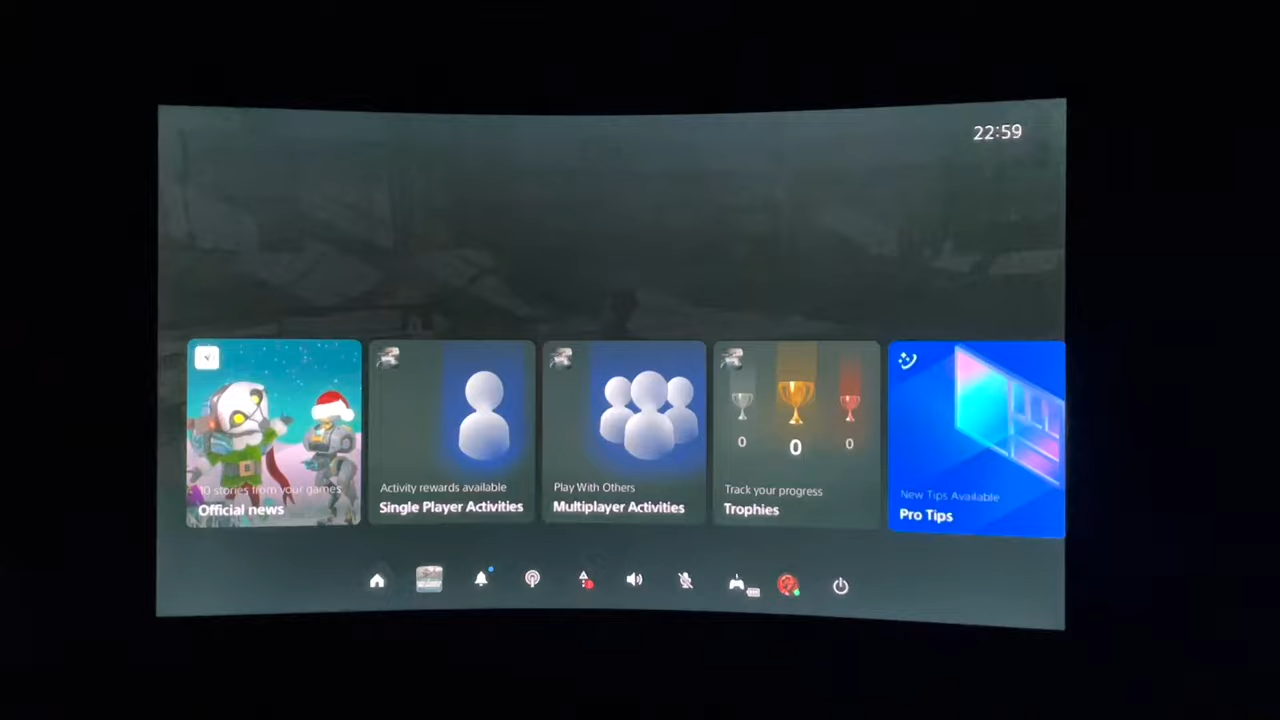 22:59
10 stories from your games
Official news
Activity rewards available
Single Player Activities
Play With Others
Multiplayer Activities
0
0
0
Track your progress
Trophies
New Tips Available
Pro Tips